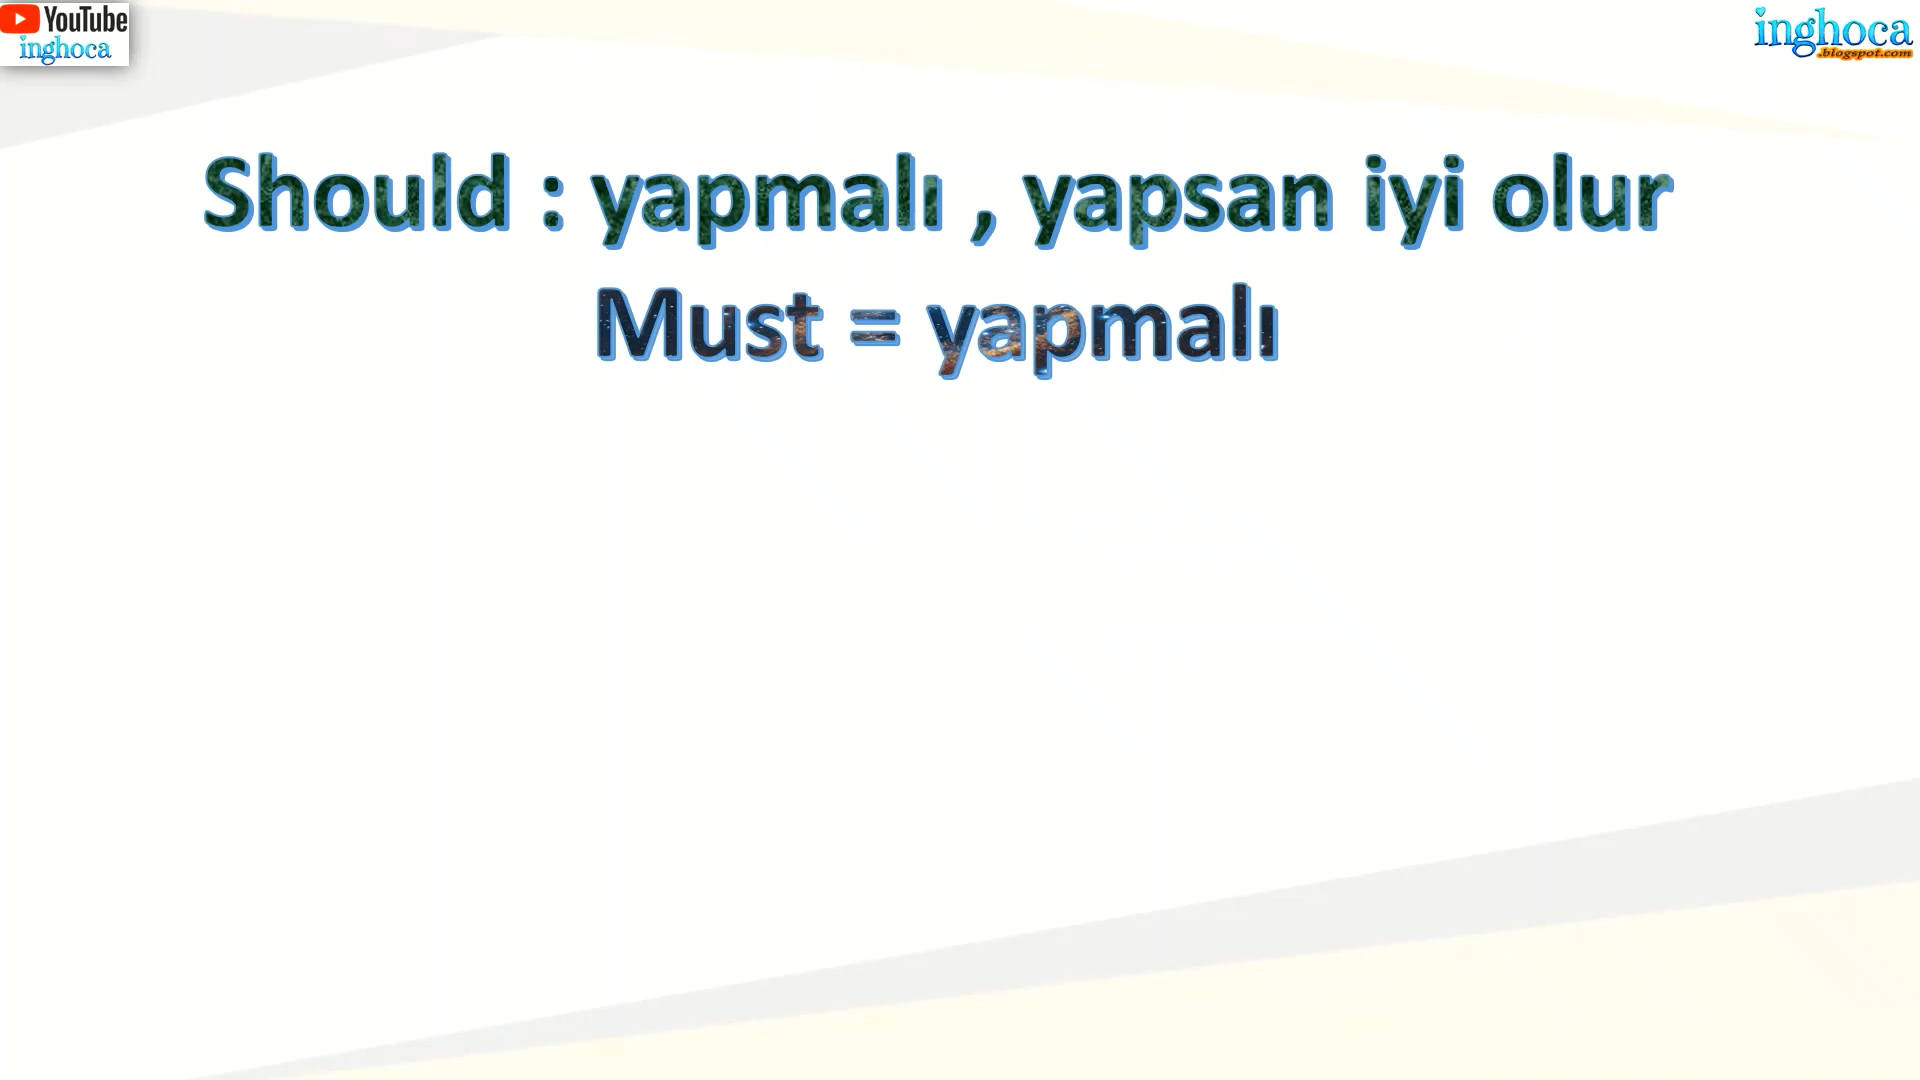 YouTube
inghoca
inghoca
.blogspot.com
Should : yapmalı , yapsan iyi olur
Must = yapmalı